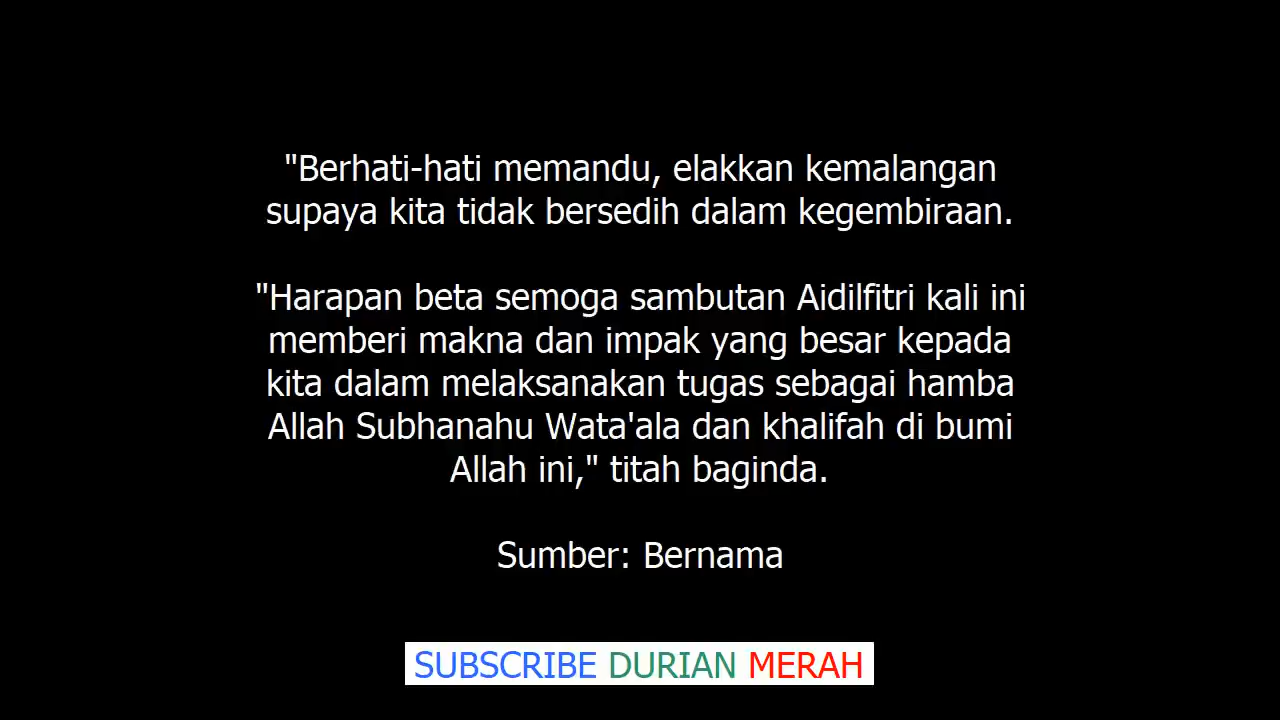 "Berhati-hati memandu, elakkan kemalangan
supaya kita tidak bersedih dalam kegembiraan.
"Harapan beta semoga sambutan Aidilfitri kali ini
memberi makna dan impak yang besar kepada
kita dalam melaksanakan tugas sebagai hamba
Allah Subhanahu Wata'ala dan khalifah di bumi
Allah ini," titah baginda.
Sumber: Bernama
SUBSCRIBE DURIAN MERAH